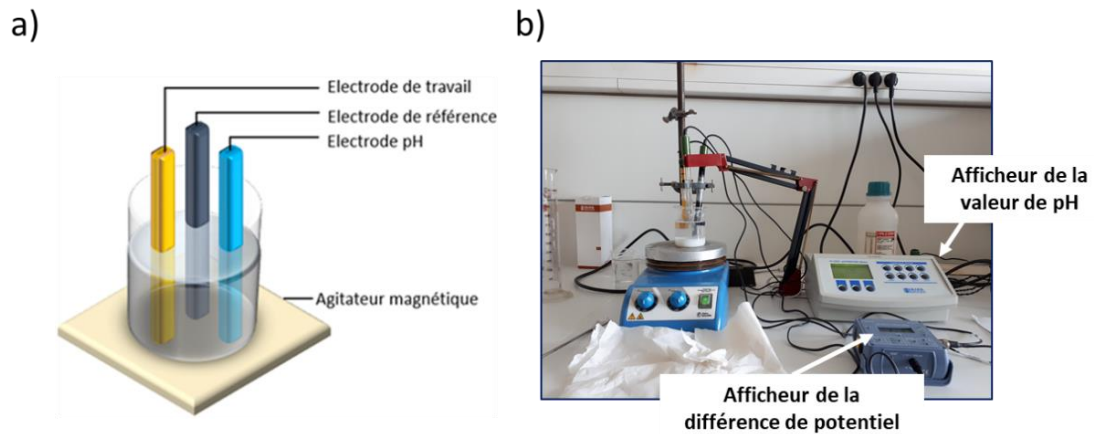 a)
b)
Electrode de travail
Electrode de référence
Electrode pH
Agitateur magnétique
Afficheur de la
valeur de pH
Afficheur de la
différence de potentiel